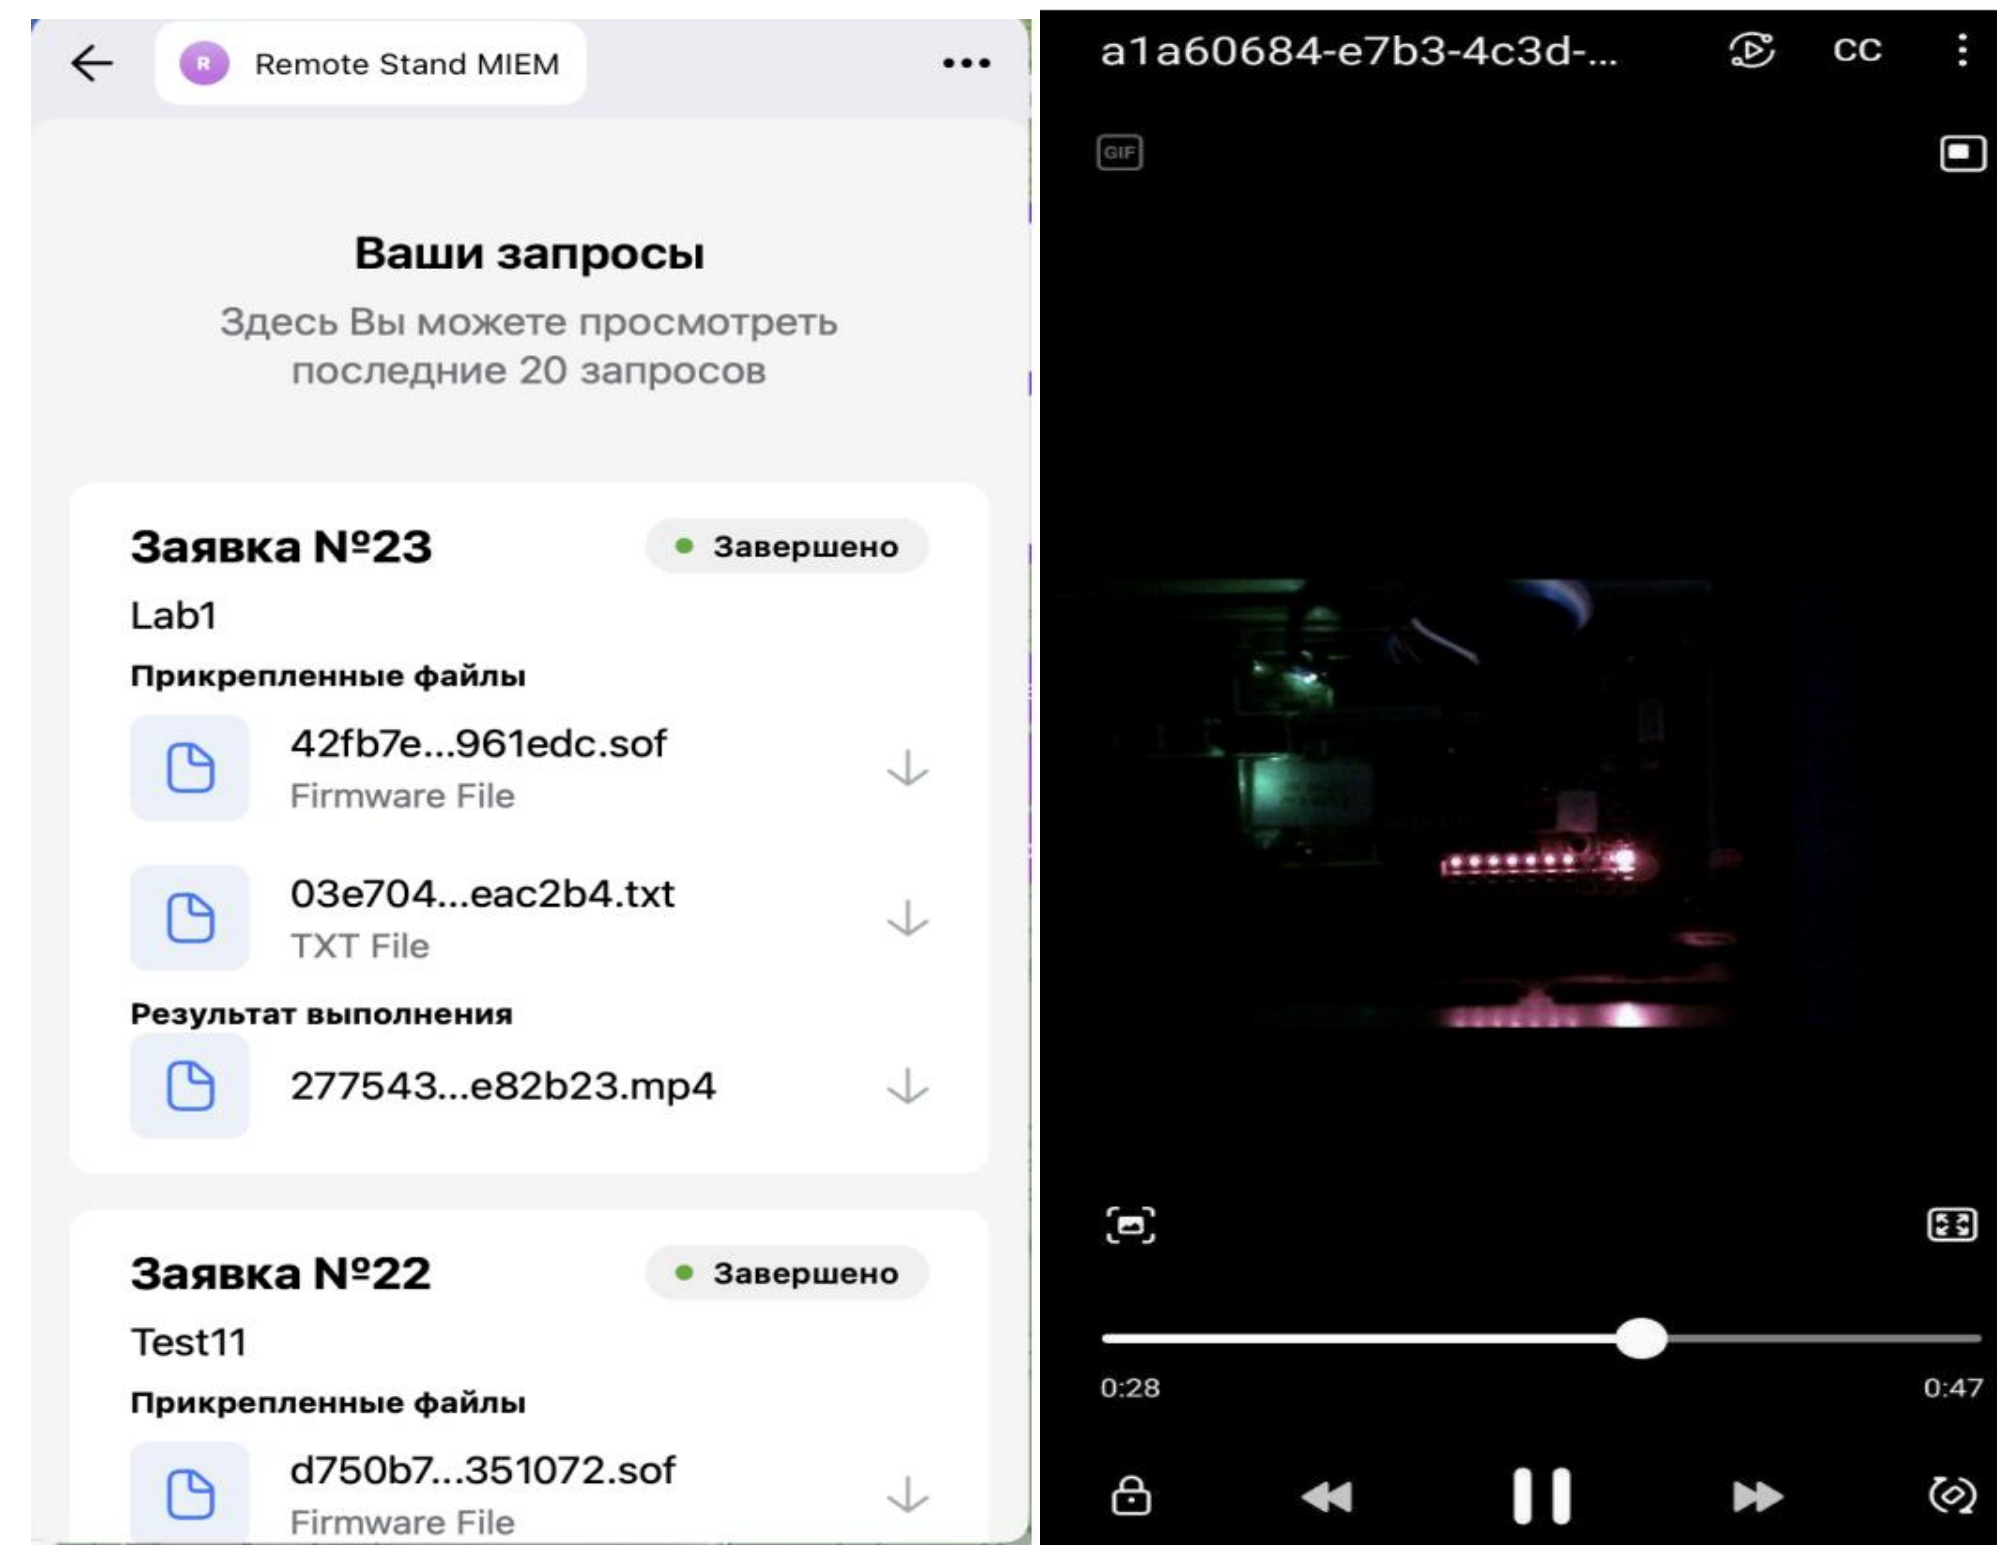 R Remote Stand MIEM
Ваши запросы
Здесь Вы можете просмотреть
последние 20 запросов
Заявка №23
Завершено
Lab1
Прикрепленные файлы
42fb7e...961edc.sof
Firmware File
03e704...eac2b4.txt
TXT File
Результат выполнения
277543...e82b23.mp4
Заявка №22
Завершено
Test11
Прикрепленные файлы
d750b7...351072.sof
Firmware File
a1a60684-e7b3-4c3d-...
CC
GIF
0:28
0:47